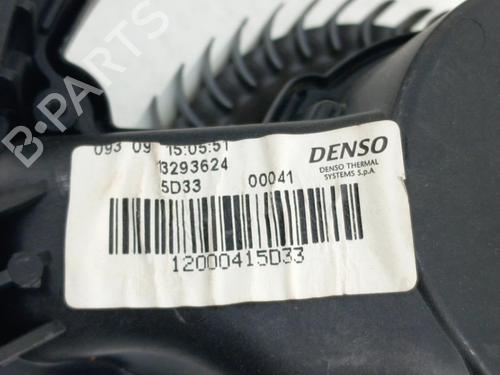 093 09 15:05:51
13293624
5D33 00041
DENSO
DENSO THERMAL
SYSTEMS S.p.A.
12000415D33
B-PARTS